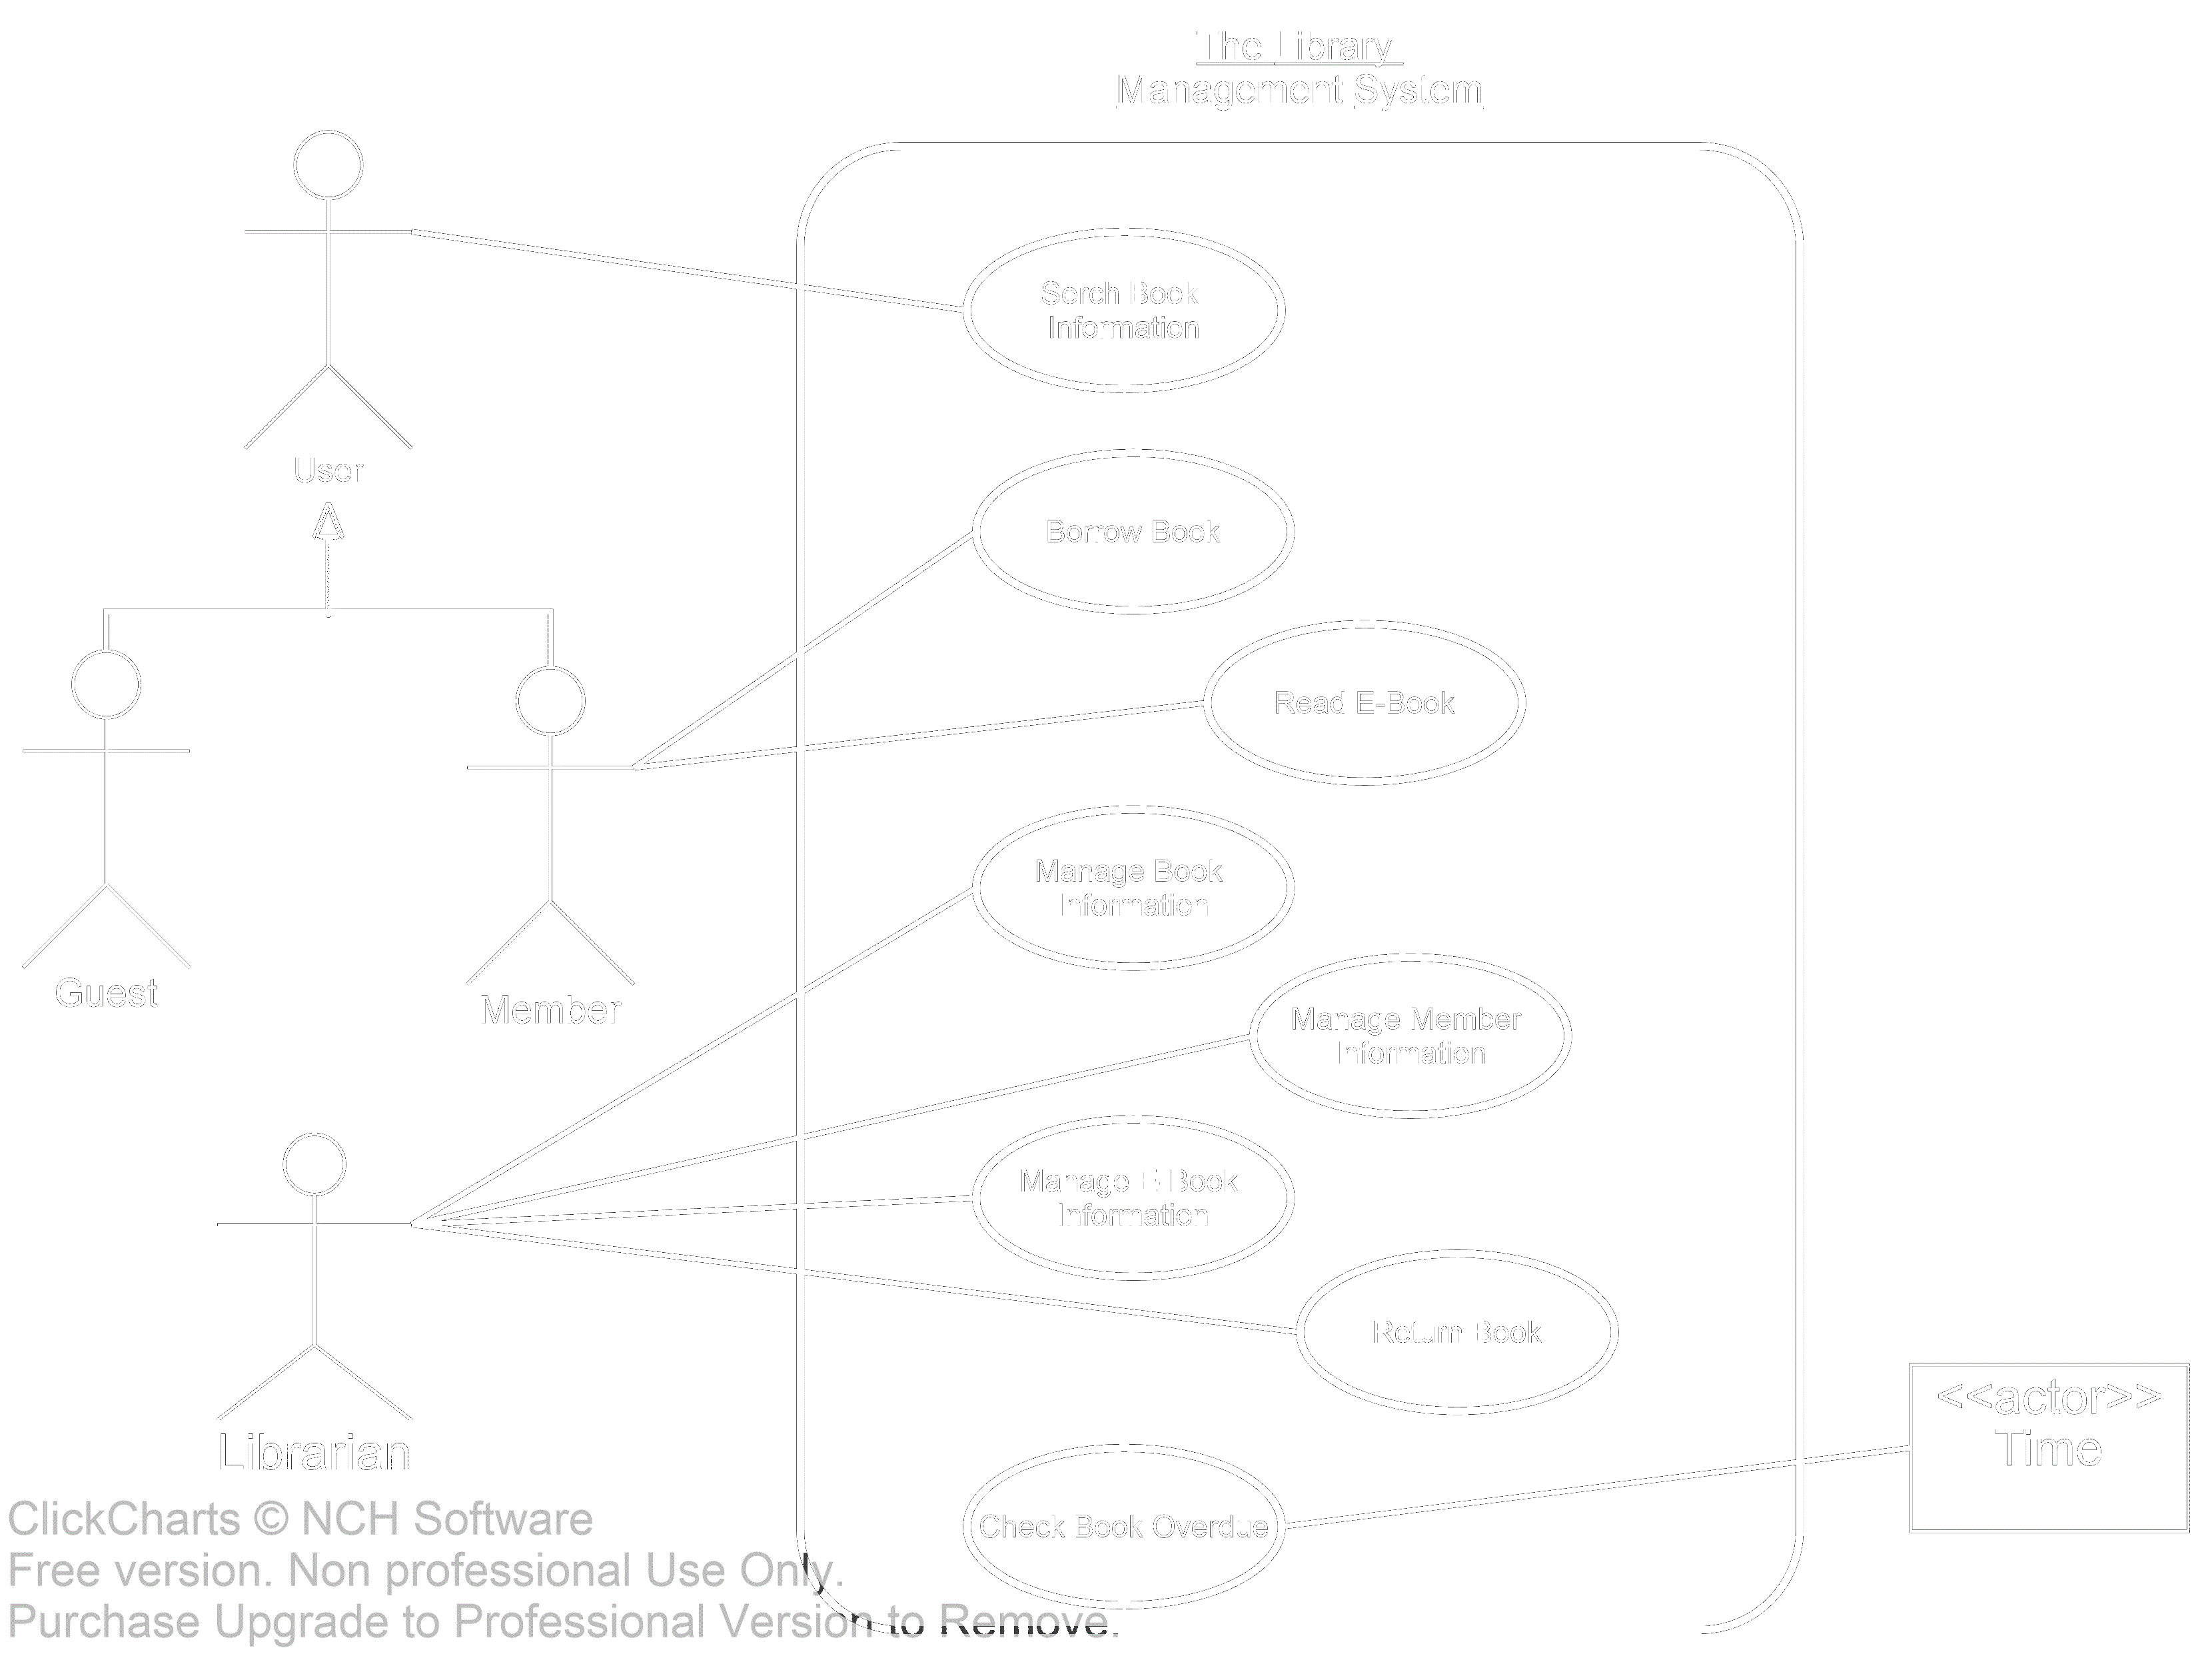 The Library
Management System
Serch Book
Information
User
Borrow Book
Read E-Book
Manage Book
Information
Guest
Member
Manage Member
Information
Manage E-Book
Information
Return Book
<<actor>>
Time
Librarian
Check Book Overdue
ClickCharts © NCH Software
Free version. Non professional Use Only.
Purchase Upgrade to Professional Version to Remove.